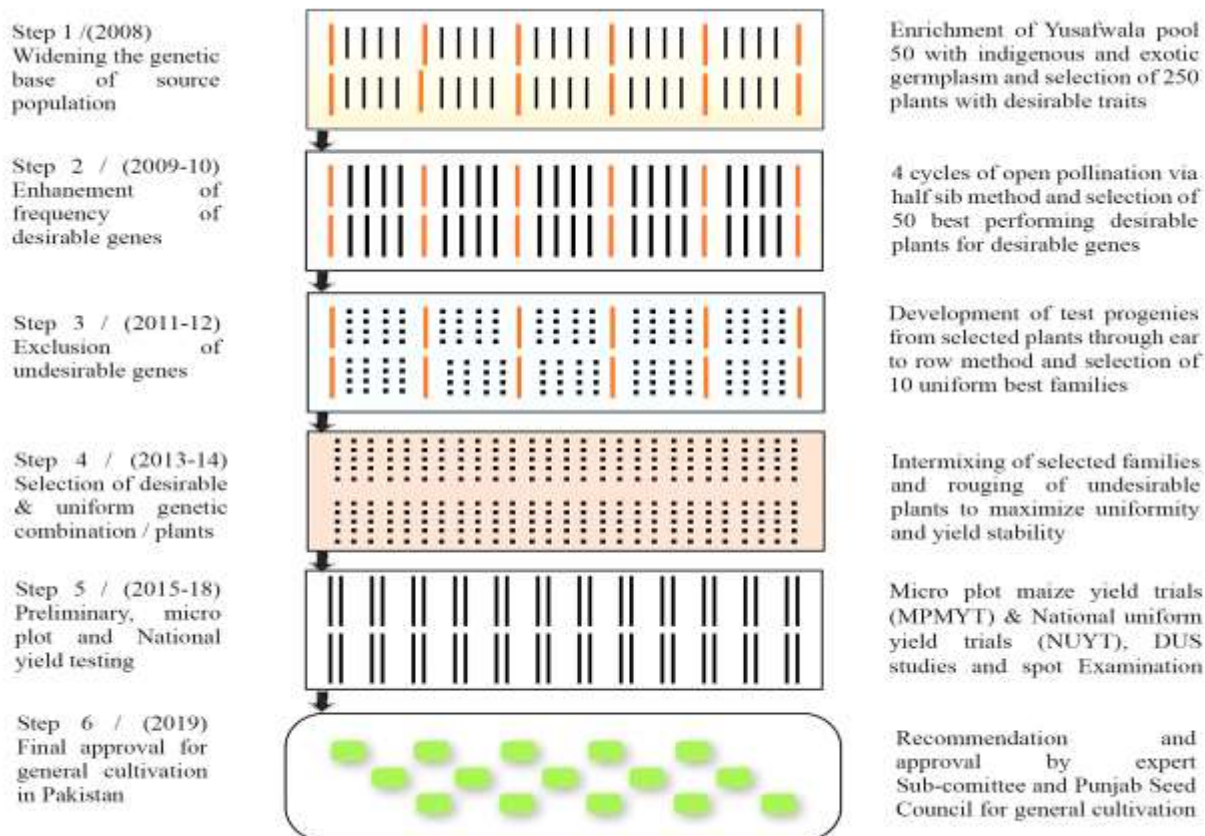 Step 1 /(2008)
Widening the genetic
base of source
population
Enrichment of Yusafwala pool
50 with indigenous and exotic
germplasm and selection of 250
plants with desirable traits
Step 2 / (2009-10)
Enhanement of
frequency of
desirable genes
4 cycles of open pollination via
half sib method and selection of
50 best performing desirable
plants for desirable genes
Step 3 / (2011-12)
Exclusion of
undesirable genes
Development of test progenies
from selected plants through ear
to row method and selection of
10 uniform best families
Step 4 / (2013-14)
Selection of desirable
& uniform genetic
combination / plants
Intermixing of selected families
and rouging of undesirable
plants to maximize uniformity
and yield stability
Step 5 / (2015-18)
Preliminary, micro
plot and National
yield testing
Micro plot maize yield trials
(MPMYT) & National uniform
yield trials (NUYT), DUS
studies and spot Examination
Step 6 / (2019)
Final approval for
general cultivation
in Pakistan
Recommendation and
approval by expert
Sub-comittee and Punjab Seed
Council for general cultivation